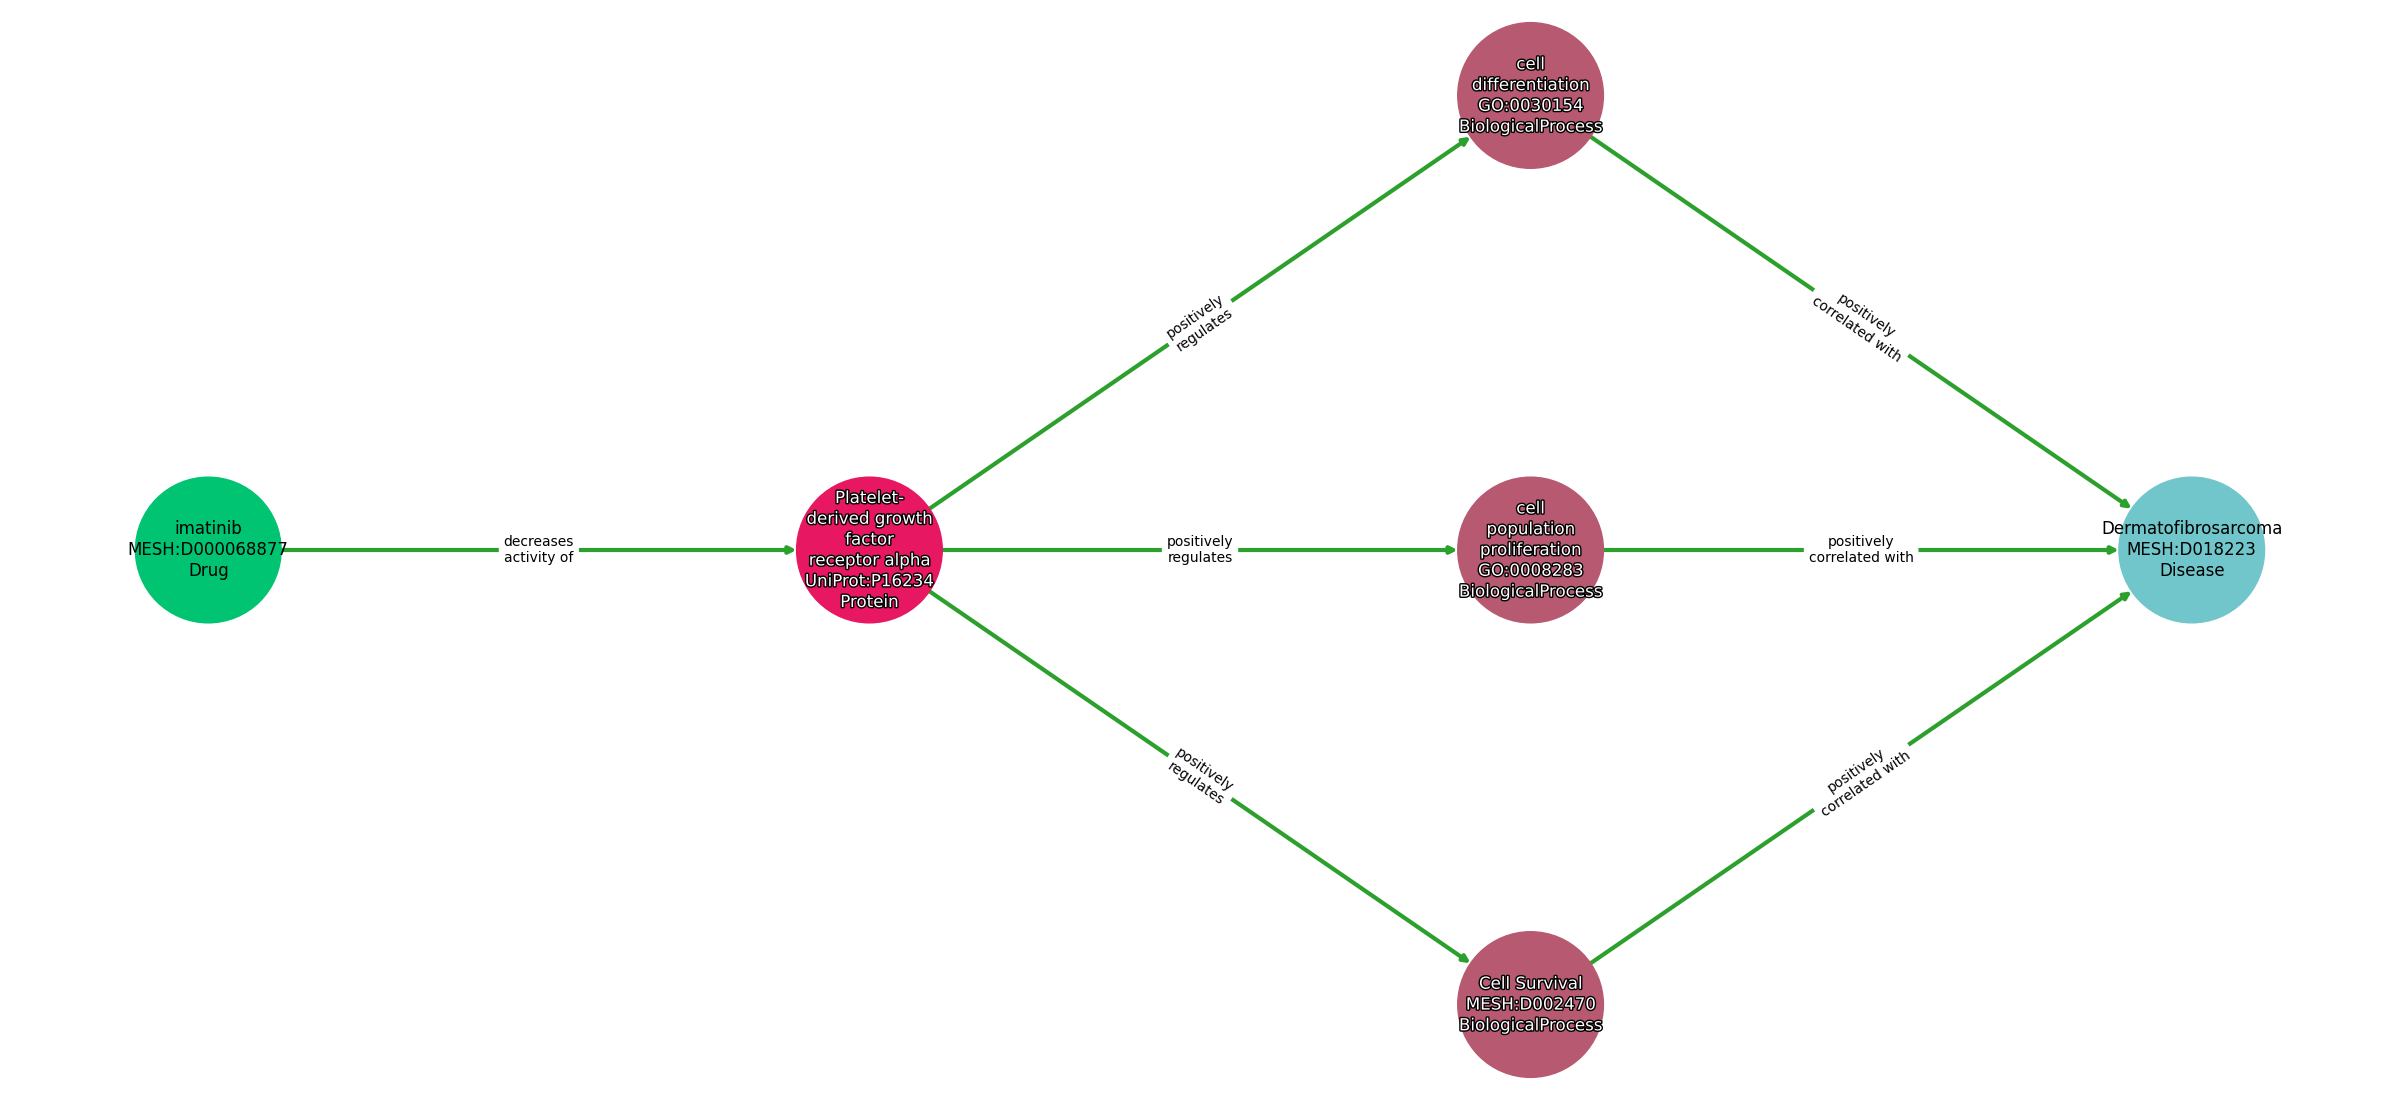 imatinib
MESH:D000068877
Drug
decreases
activity of
Platelet-
derived growth
factor
receptor alpha
UniProt:P16234
Protein
positively
regulates
positively
regulates
positively
regulates
cell
differentiation
GO:0030154
BiologicalProcess
cell
population
proliferation
GO:0008283
BiologicalProcess
Cell Survival
MESH:D002470
BiologicalProcess
positively
correlated with
positively
correlated with
positively
correlated with
Dermatofibrosarcoma
MESH:D018223
Disease